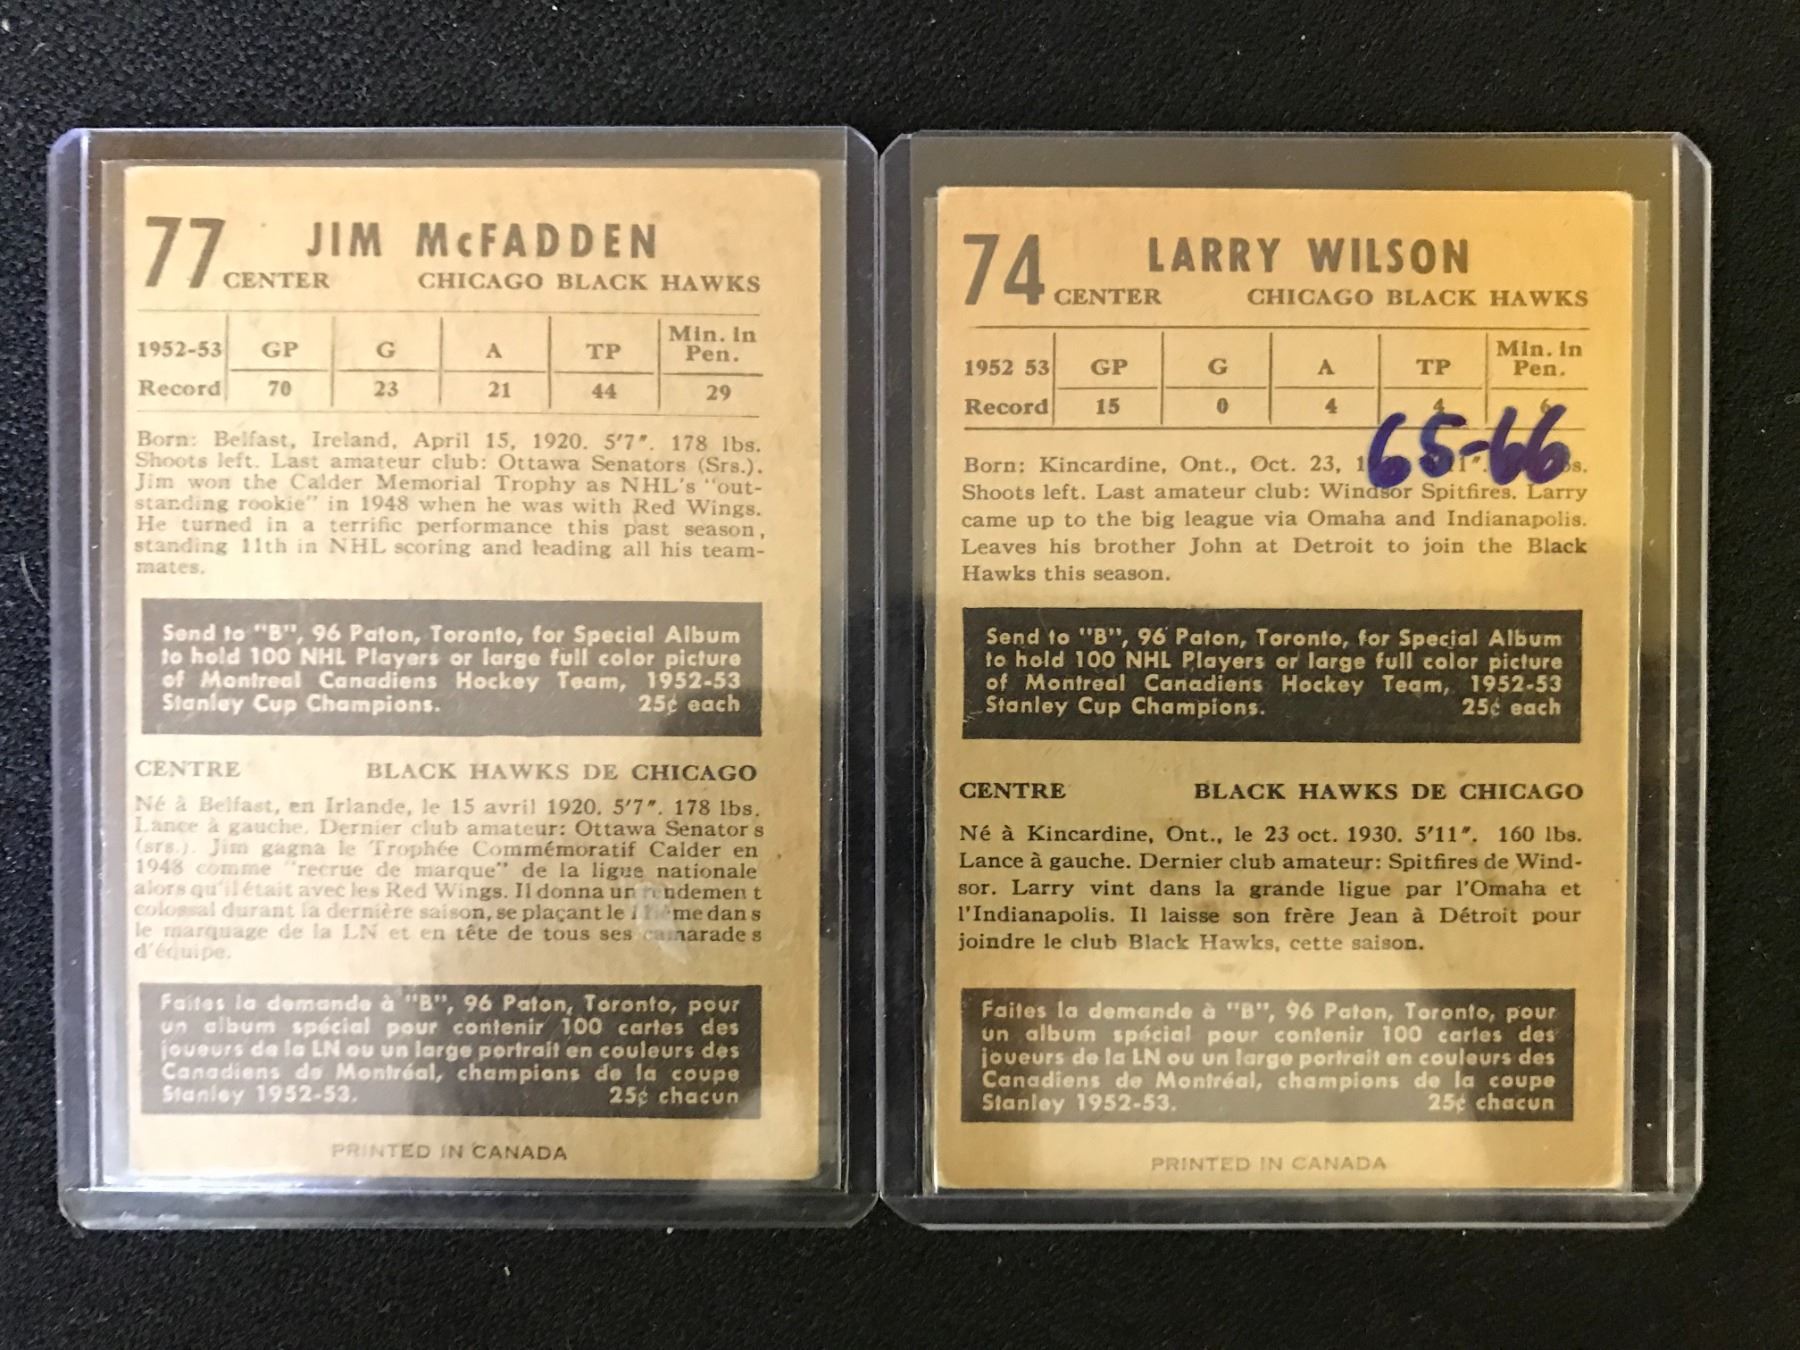 77 JIM McFADDEN
CENTER CHICAGO BLACK HAWKS
1952-53 GP G A TP Min. in Pen.
Record 70 23 21 44 29
Born: Belfast, Ireland, April 15, 1920. 5'7". 178 lbs.
Shoots left. Last amateur club: Ottawa Senators (Srs.).
Jim won the Calder Memorial Trophy as NHL's "out-
standing rookie" in 1948 when he was with Red Wings.
He turned in a terrific performance this past season,
standing 11th in NHL scoring and leading all his team-
mates.
Send to "B", 96 Paton, Toronto, for Special Album
to hold 100 NHL Players or large full color picture
of Montreal Canadiens Hockey Team, 1952-53
Stanley Cup Champions. 25¢ each
CENTRE BLACK HAWKS DE CHICAGO
Né à Belfast, en Irlande, le 15 avril 1920. 5'7". 178 lbs.
Lance à gauche. Dernier club amateur: Ottawa Senators
(srs.). Jim gagna le Trophée Commémoratif Calder en
1948 comme "recrue de marque" de la ligue nationale
alors qu'il était avec les Red Wings. Il donna un
colossal durant la dernière saison, se plaçant le dans
le marquage de la LN et en tête de tous ses camarades
d'équipe.
Faites la demande à "B", 96 Paton, Toronto, pour
un album spécial pour contenir 100 cartes des
joueurs de la LN ou un large portrait en couleurs des
Canadiens de Montréal, champions de la coupe
Stanley 1952-53. 25¢ chacun
PRINTED IN CANADA
74 LARRY WILSON
CENTER CHICAGO BLACK HAWKS
1952 53 GP G A TP Min. in Pen.
Record 15 0 4 4 6
65-66
Born: Kincardine, Ont., Oct. 23,
Shoots left. Last amateur club: Windsor Spitfires. Larry
came up to the big league via Omaha and Indianapolis.
Leaves his brother John at Detroit to join the Black
Hawks this season.
Send to "B", 96 Paton, Toronto, for Special Album
to hold 100 NHL Players or large full color picture
of Montreal Canadiens Hockey Team, 1952-53
Stanley Cup Champions. 25¢ each
CENTRE BLACK HAWKS DE CHICAGO
Né à Kincardine, Ont., le 23 oct. 1930. 5'11". 160 lbs.
Lance à gauche. Dernier club amateur: Spitfires de Wind-
sor. Larry vint dans la grande ligue par l'Omaha et
l'Indianapolis. Il laisse son frère Jean à Détroit pour
joindre le club Black Hawks, cette saison.
Faites la demande à "B", 96 Paton, Toronto, pour
un album spécial pour contenir 100 cartes des
joueurs de la LN ou un large portrait en couleurs des
Canadiens de Montréal, champions de la coupe
Stanley 1952-53. 25¢ chacun
PRINTED IN CANADA